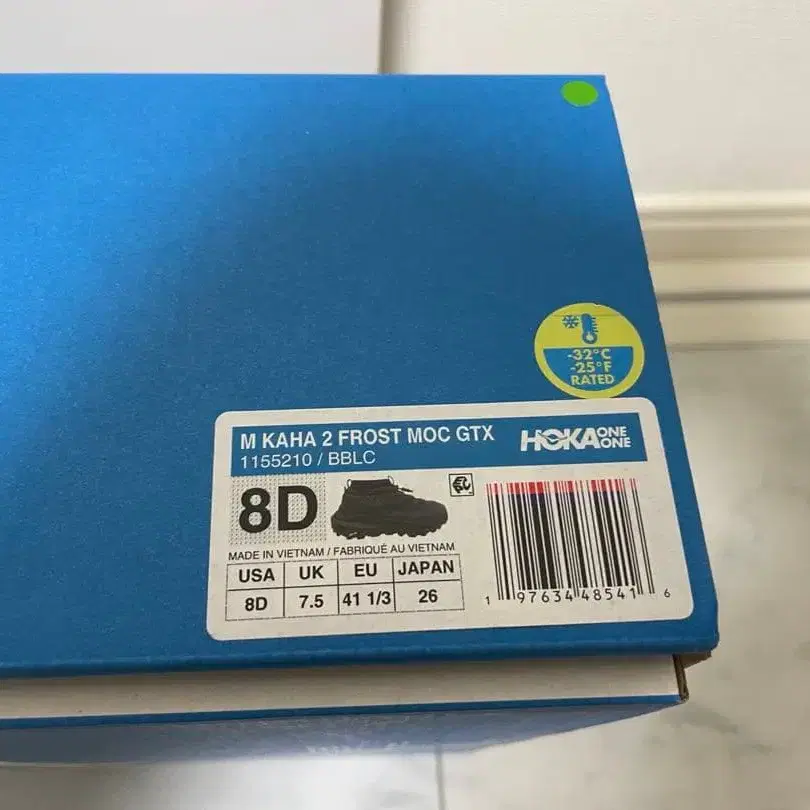 -32°C
-25°F
RATED
M KAHA 2 FROST MOC GTX
HOKA ONE ONE
1155210 / BBLC
8D
MADE IN VIETNAM / FABRIQUÉ AU VIETNAM
USA UK EU JAPAN
8D 7.5 41 1/3 26
1 97634 48541 6